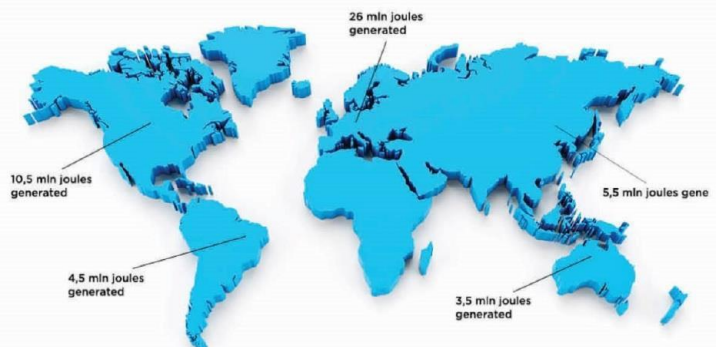 26 mln joules
generated
10,5 mln joules
generated
5,5 mln joules gene
4,5 mln joules
generated
3,5 mln joules
generated